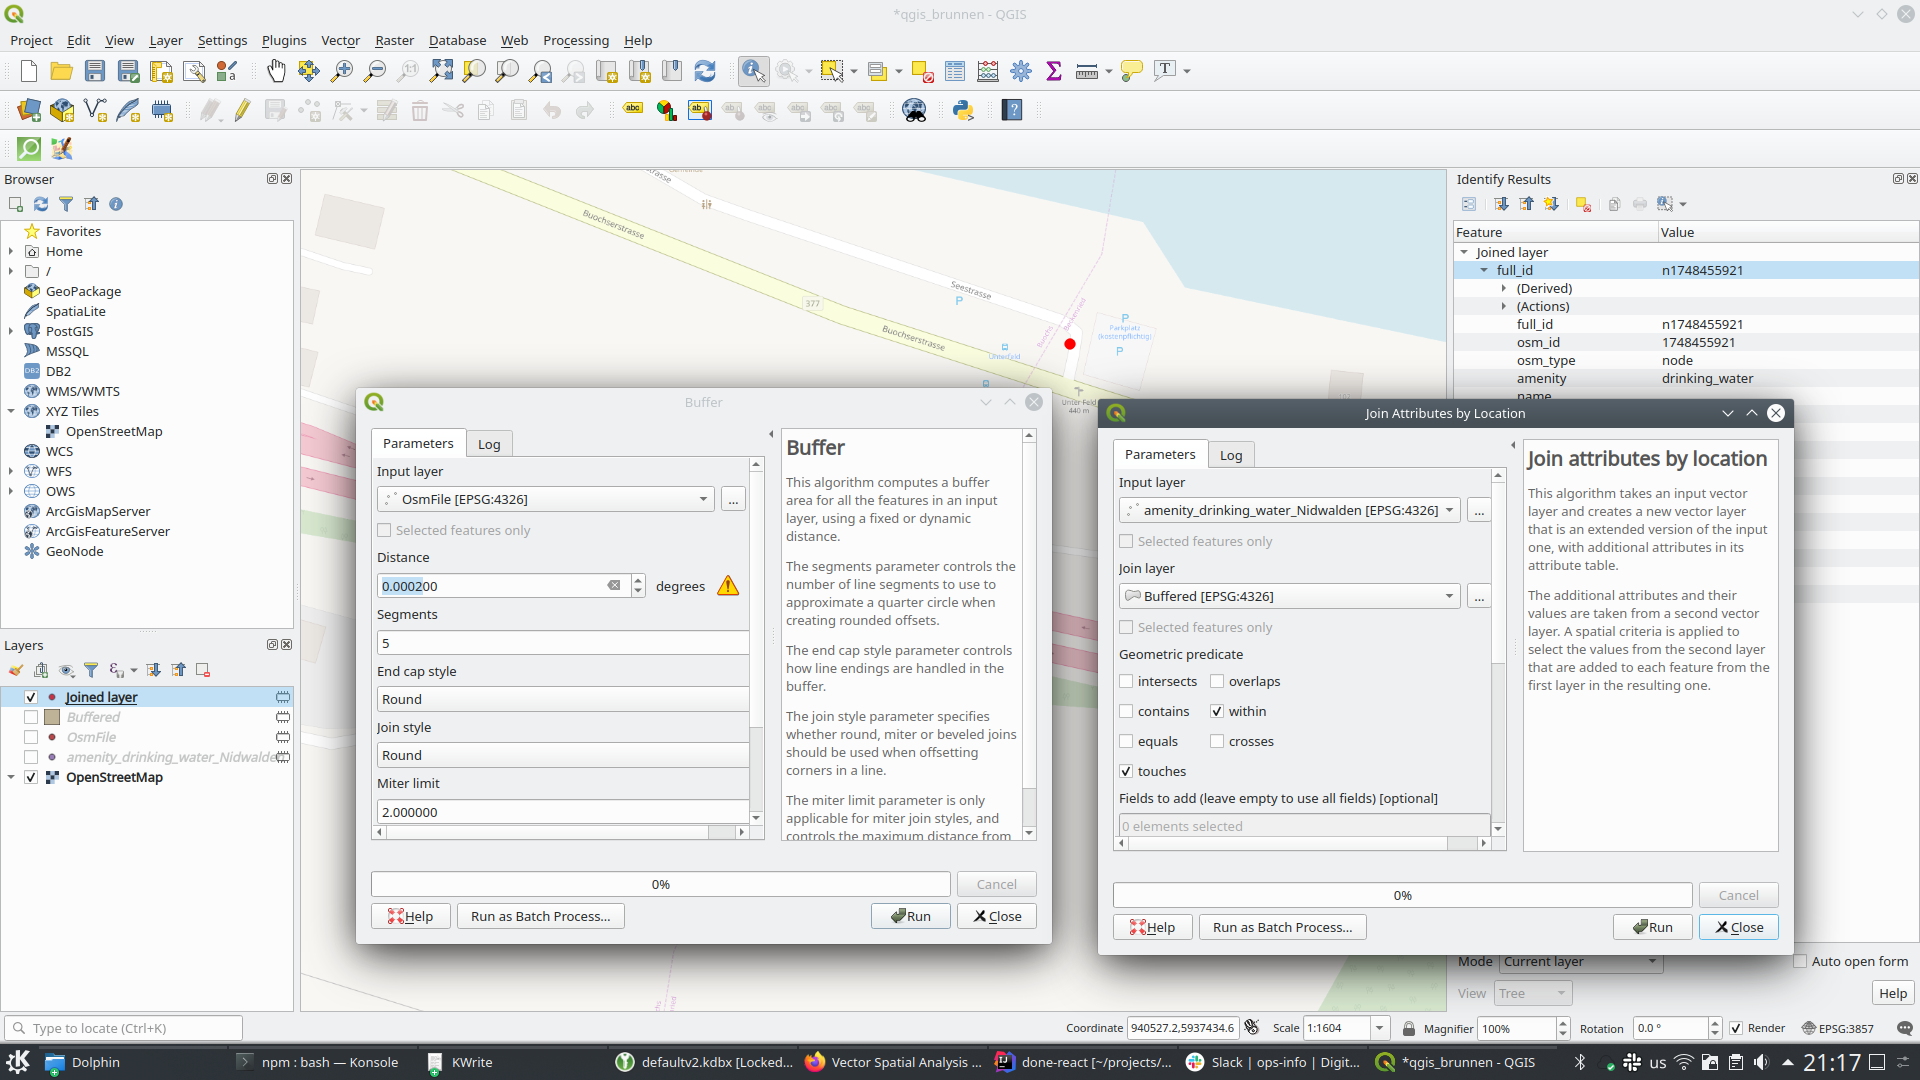 *qgis_brunnen - QGIS
Project Edit View Layer Settings Plugins Vector Raster Database Web Processing Help
Browser
Favorites
Home
/
GeoPackage
SpatiaLite
PostGIS
MSSQL
DB2
WMS/WMTS
XYZ Tiles
OpenStreetMap
WCS
WFS
OWS
ArcGisMapServer
ArcGisFeatureServer
GeoNode
Layers
Joined layer
Buffered
OsmFile
amenity_drinking_water_Nidwalde
OpenStreetMap
Buochserstrasse
377
Buochserstrasse
Seestrasse
P
Buochs
Beckenried
P
Parkplatz
(kostenpflichtig)
P
Unterfeld
Unter Feld
440 m
Buffer
Parameters Log
Input layer
OsmFile [EPSG:4326]
...
Selected features only
Distance
0.000200
degrees
Segments
5
End cap style
Round
Join style
Round
Miter limit
2.000000
Buffer
This algorithm computes a buffer
area for all the features in an input
layer, using a fixed or dynamic
distance.
The segments parameter controls the
number of line segments to use to
approximate a quarter circle when
creating rounded offsets.
The end cap style parameter controls
how line endings are handled in the
buffer.
The join style parameter specifies
whether round, miter or beveled joins
should be used when offsetting
corners in a line.
The miter limit parameter is only
applicable for miter join styles, and
controls the maximum distance from
0%
Cancel
Help
Run as Batch Process...
Run
Close
Join Attributes by Location
Parameters Log
Input layer
amenity_drinking_water_Nidwalden [EPSG:4326]
...
Selected features only
Join layer
Buffered [EPSG:4326]
...
Selected features only
Geometric predicate
intersects overlaps
contains within
equals crosses
touches
Fields to add (leave empty to use all fields) [optional]
0 elements selected
Join attributes by location
This algorithm takes an input vector
layer and creates a new vector layer
that is an extended version of the input
one, with additional attributes in its
attribute table.
The additional attributes and their
values are taken from a second vector
layer. A spatial criteria is applied to
select the values from the second layer
that are added to each feature from the
first layer in the resulting one.
0%
Cancel
Help
Run as Batch Process...
Run
Close
Identify Results
Feature Value
Joined layer
full_id n1748455921
(Derived)
(Actions)
full_id n1748455921
osm_id 1748455921
osm_type node
amenity drinking_water
name
Mode Current layer
Auto open form
View Tree
Help
Type to locate (Ctrl+K)
Coordinate 940527.2,5937434.6
Scale 1:1604
Magnifier 100%
Rotation 0.0 °
Render
EPSG:3857
Dolphin
npm : bash — Konsole
KWrite
defaultv2.kdbx [Locked...
Vector Spatial Analysis ...
done-react [~/projects/...
Slack | ops-info | Digit...
*qgis_brunnen - QGIS
us
21:17